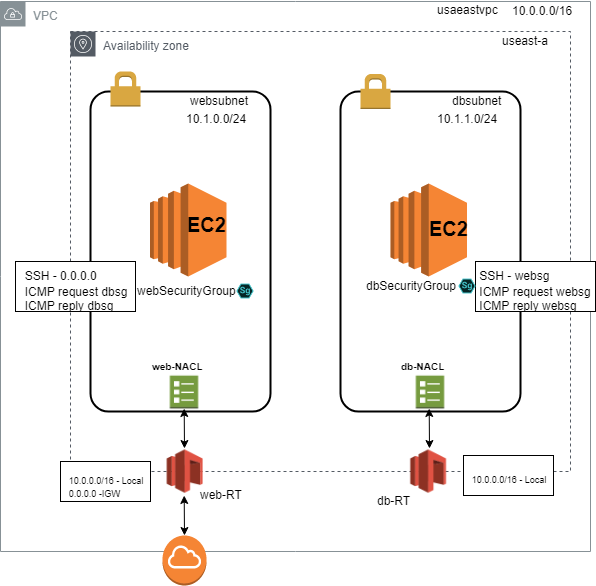 VPC
usaeastvpc 10.0.0.0/16
Availability zone
useast-a
websubnet
10.1.0.0/24
dbsubnet
10.1.1.0/24
EC2
EC2
SSH - 0.0.0.0
ICMP request dbsg
ICMP reply dbsg
webSecurityGroup
Sg
dbSecurityGroup
Sg
SSH - websg
ICMP request websg
ICMP reply websg
web-NACL
db-NACL
10.0.0.0/16 - Local
0.0.0.0 -IGW
web-RT
db-RT
10.0.0.0/16 - Local